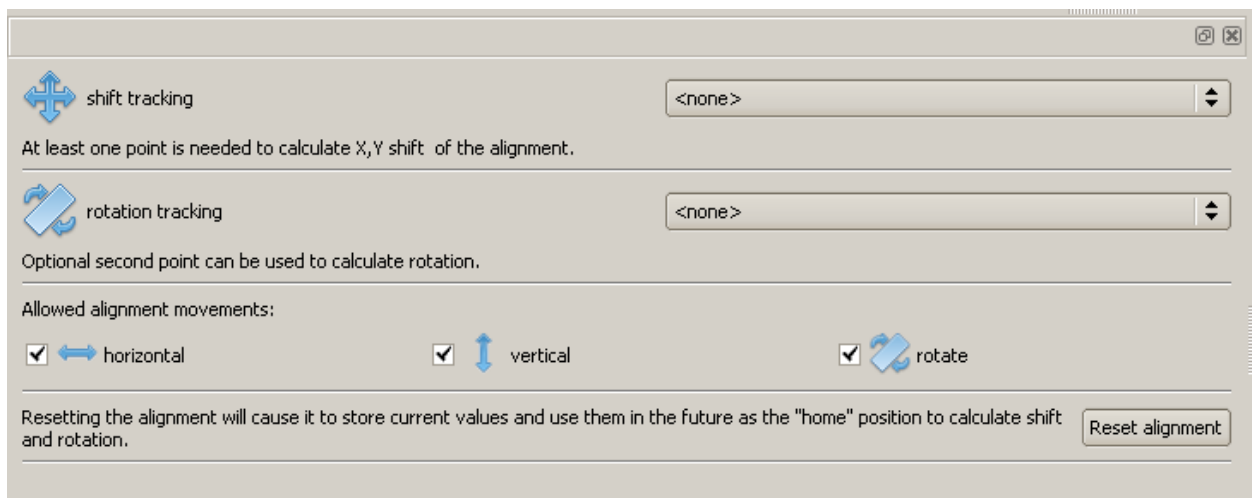 shift tracking <none>
At least one point is needed to calculate X,Y shift  of the alignment.
rotation tracking <none>
Optional second point can be used to calculate rotation.
Allowed alignment movements:
horizontal vertical rotate
Resetting the alignment will cause it to store current values and use them in the future as the "home" position to calculate shift
and rotation.
Reset alignment